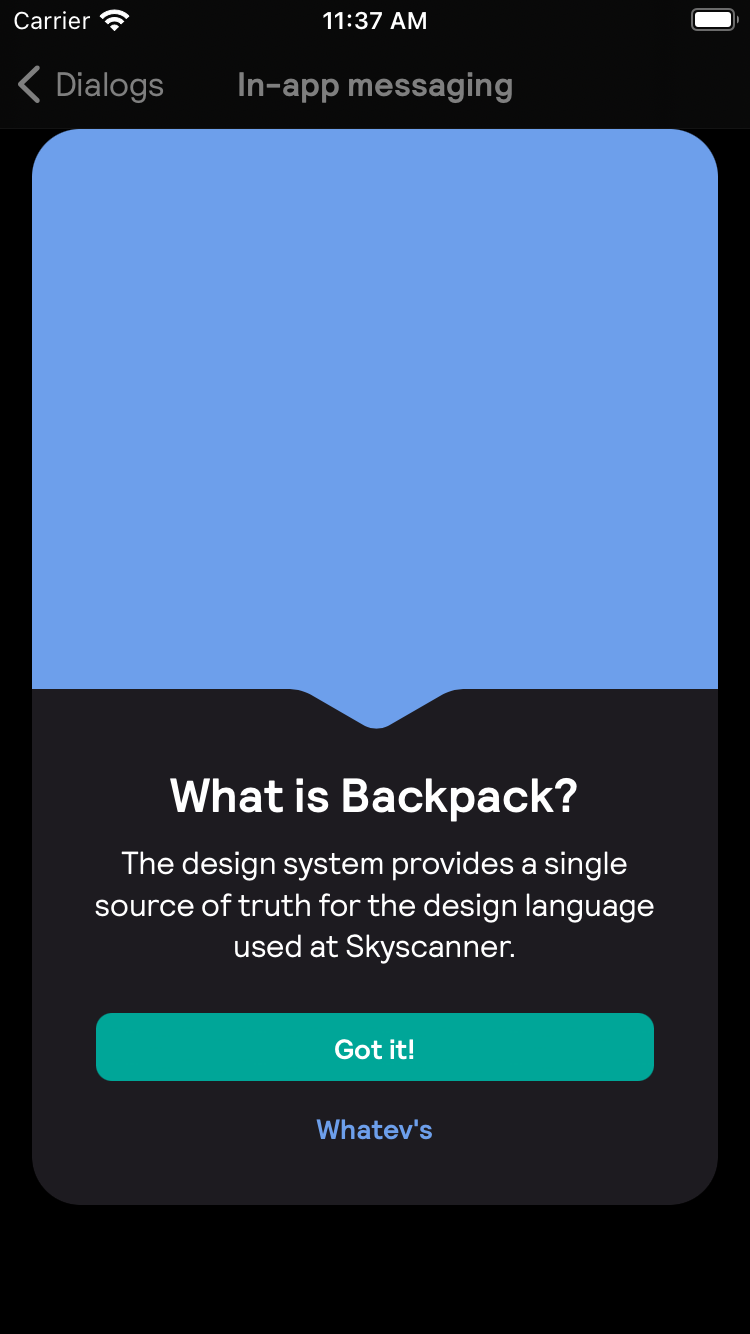 Carrier 11:37 AM
Dialogs In-app messaging
What is Backpack?
The design system provides a single
source of truth for the design language
used at Skyscanner.
Got it!
Whatev's